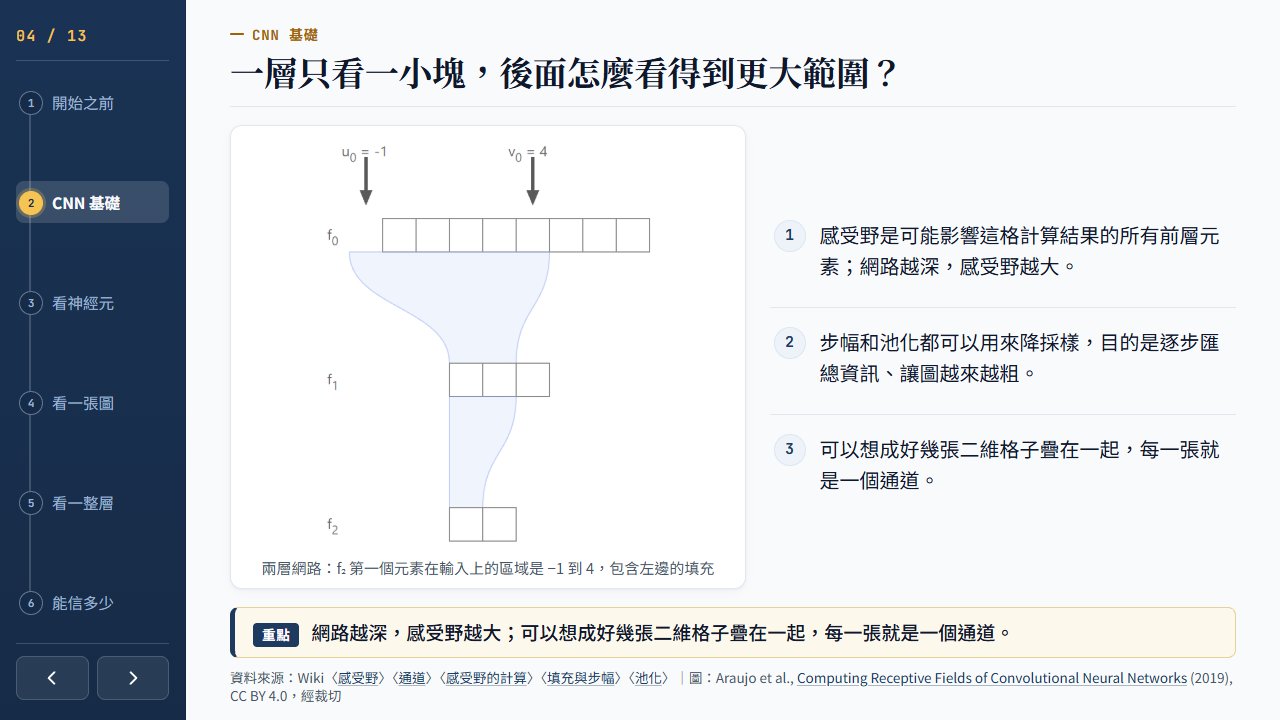 04 / 13
1 開始之前
2 CNN 基礎
3 看神經元
4 看一張圖
5 看一整層
6 能信多少
CNN 基礎
一層只看一小塊，後面怎麼看得到更大範圍？
u0 = -1
v0 = 4
f0
f1
f2
兩層網路：f₂ 第一個元素在輸入上的區域是 −1 到 4，包含左邊的填充
1 感受野是可能影響這格計算結果的所有前層元
素；網路越深，感受野越大。
2 步幅和池化都可以用來降採樣，目的是逐步匯
總資訊、讓圖越來越粗。
3 可以想成好幾張二維格子疊在一起，每一張就
是一個通道。
重點 網路越深，感受野越大；可以想成好幾張二維格子疊在一起，每一張就是一個通道。
資料來源：Wiki〈感受野〉〈通道〉〈感受野的計算〉〈填充與步幅〉〈池化〉｜圖：Araujo et al., Computing Receptive Fields of Convolutional Neural Networks (2019),
CC BY 4.0，經裁切